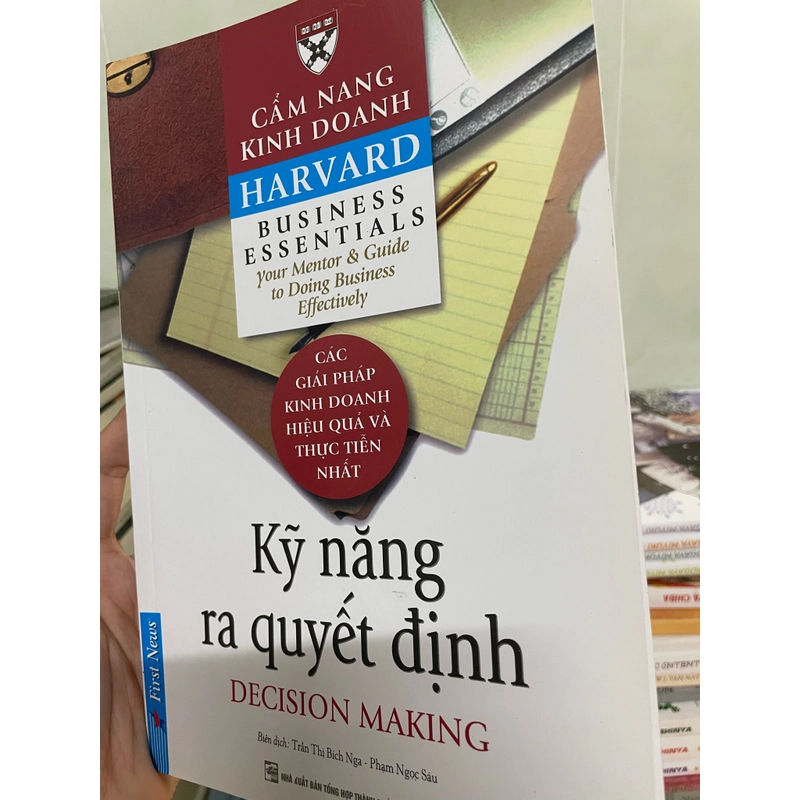 CẨM NANG
KINH DOANH
HARVARD
BUSINESS
ESSENTIALS
your Mentor & Guide
to Doing Business
Effectively
CÁC
GIẢI PHÁP
KINH DOANH
HIỆU QUẢ VÀ
THỰC TIỄN
NHẤT
Kỹ năng
ra quyết định
DECISION MAKING
Biên dịch: Trần Thị Bích Nga - Phạm Ngọc Sáu
NHÀ XUẤT BẢN TỔNG HỢP THÀNH
First News
CHIBA